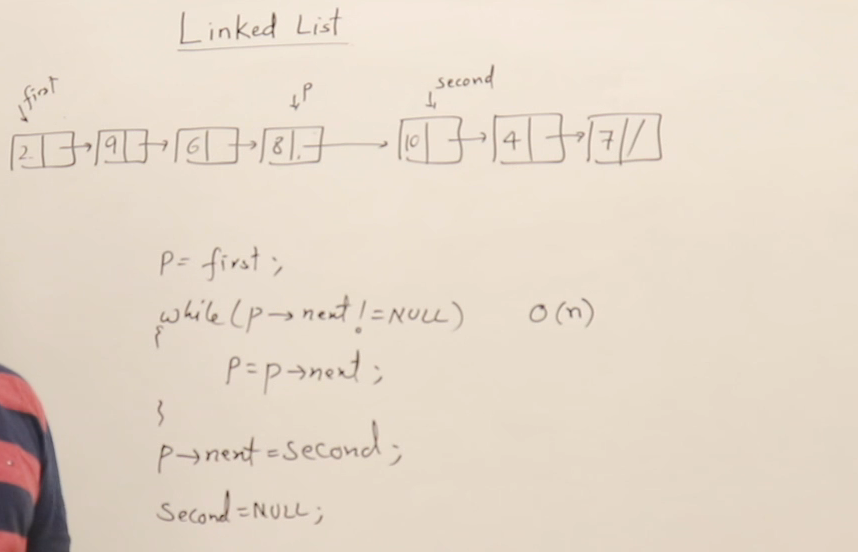 Linked List
first
p
second
2 9 6 8 10 4 7
p = first ;
while ( p → next != NULL ) O(n)
{
p = p → next ;
}
p → next = second ;
second = NULL ;